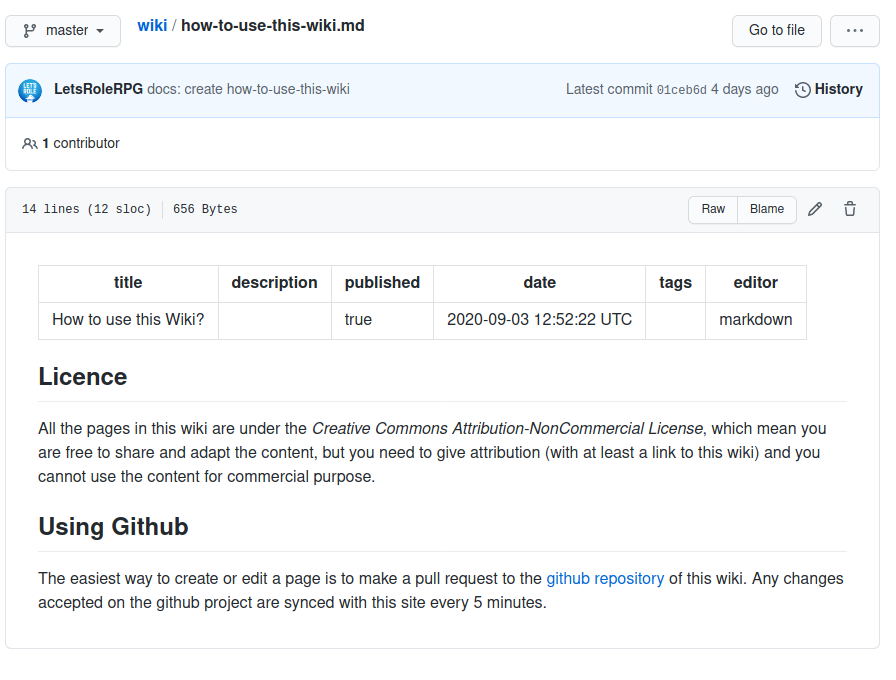 master wiki / how-to-use-this-wiki.md Go to file ...
LETS ROLE LetsRoleRPG docs: create how-to-use-this-wiki Latest commit 01ceb6d 4 days ago History
1 contributor
14 lines (12 sloc) 656 Bytes Raw Blame
title description published date tags editor
How to use this Wiki? true 2020-09-03 12:52:22 UTC markdown
Licence
All the pages in this wiki are under the Creative Commons Attribution-NonCommercial License, which mean you
are free to share and adapt the content, but you need to give attribution (with at least a link to this wiki) and you
cannot use the content for commercial purpose.
Using Github
The easiest way to create or edit a page is to make a pull request to the github repository of this wiki. Any changes
accepted on the github project are synced with this site every 5 minutes.